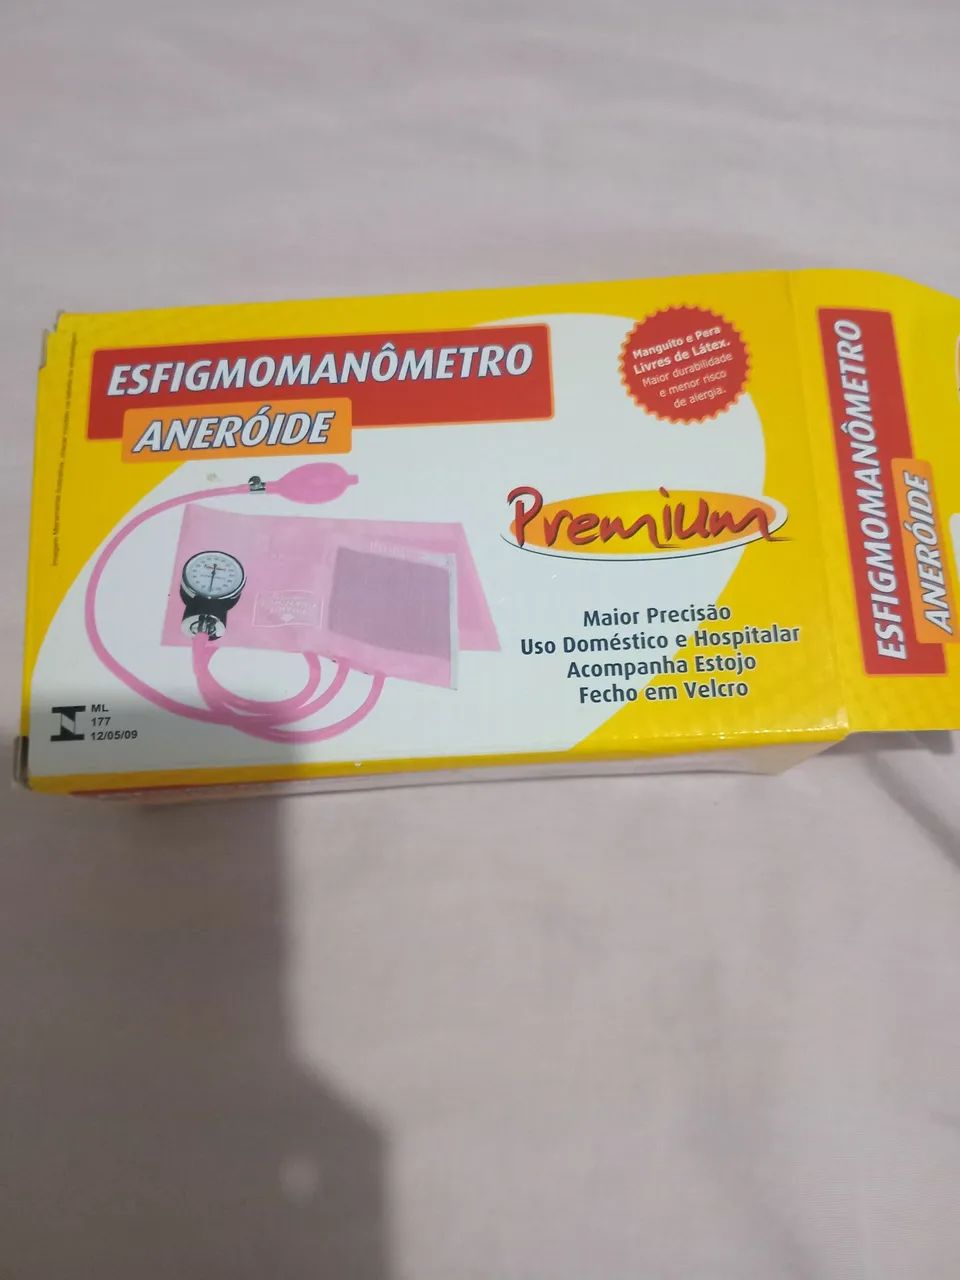 ESFIGMOMANÔMETRO
ANERÓIDE
Manguito e Pera
Livres de Látex.
Maior durabilidade
e menor risco
de alergia.
Premium
Maior Precisão
Uso Doméstico e Hospitalar
Acompanha Estojo
Fecho em Velcro
ML
177
12/05/09
ESFIGMOMANÔMETRO
ANERÓIDE